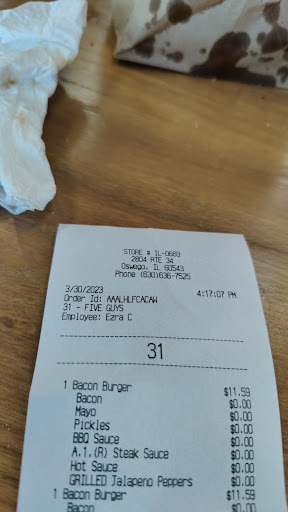 STORE # IL-0689
2804 RTE 34
Oswego, IL 60543
Phone (630)636-7525
3/30/2023 4:17:07 PM
Order Id: AAALHLFCACAW
31 - FIVE GUYS
Employee: Ezra C
31
1 Bacon Burger $11.59
Bacon $0.00
Mayo $0.00
Pickles $0.00
BBQ Sauce $0.00
A.1.(R) Steak Sauce $0.00
Hot Sauce $0.00
GRILLED Jalapeno Peppers $0.00
1 Bacon Burger $11.59
Bacon $0.00